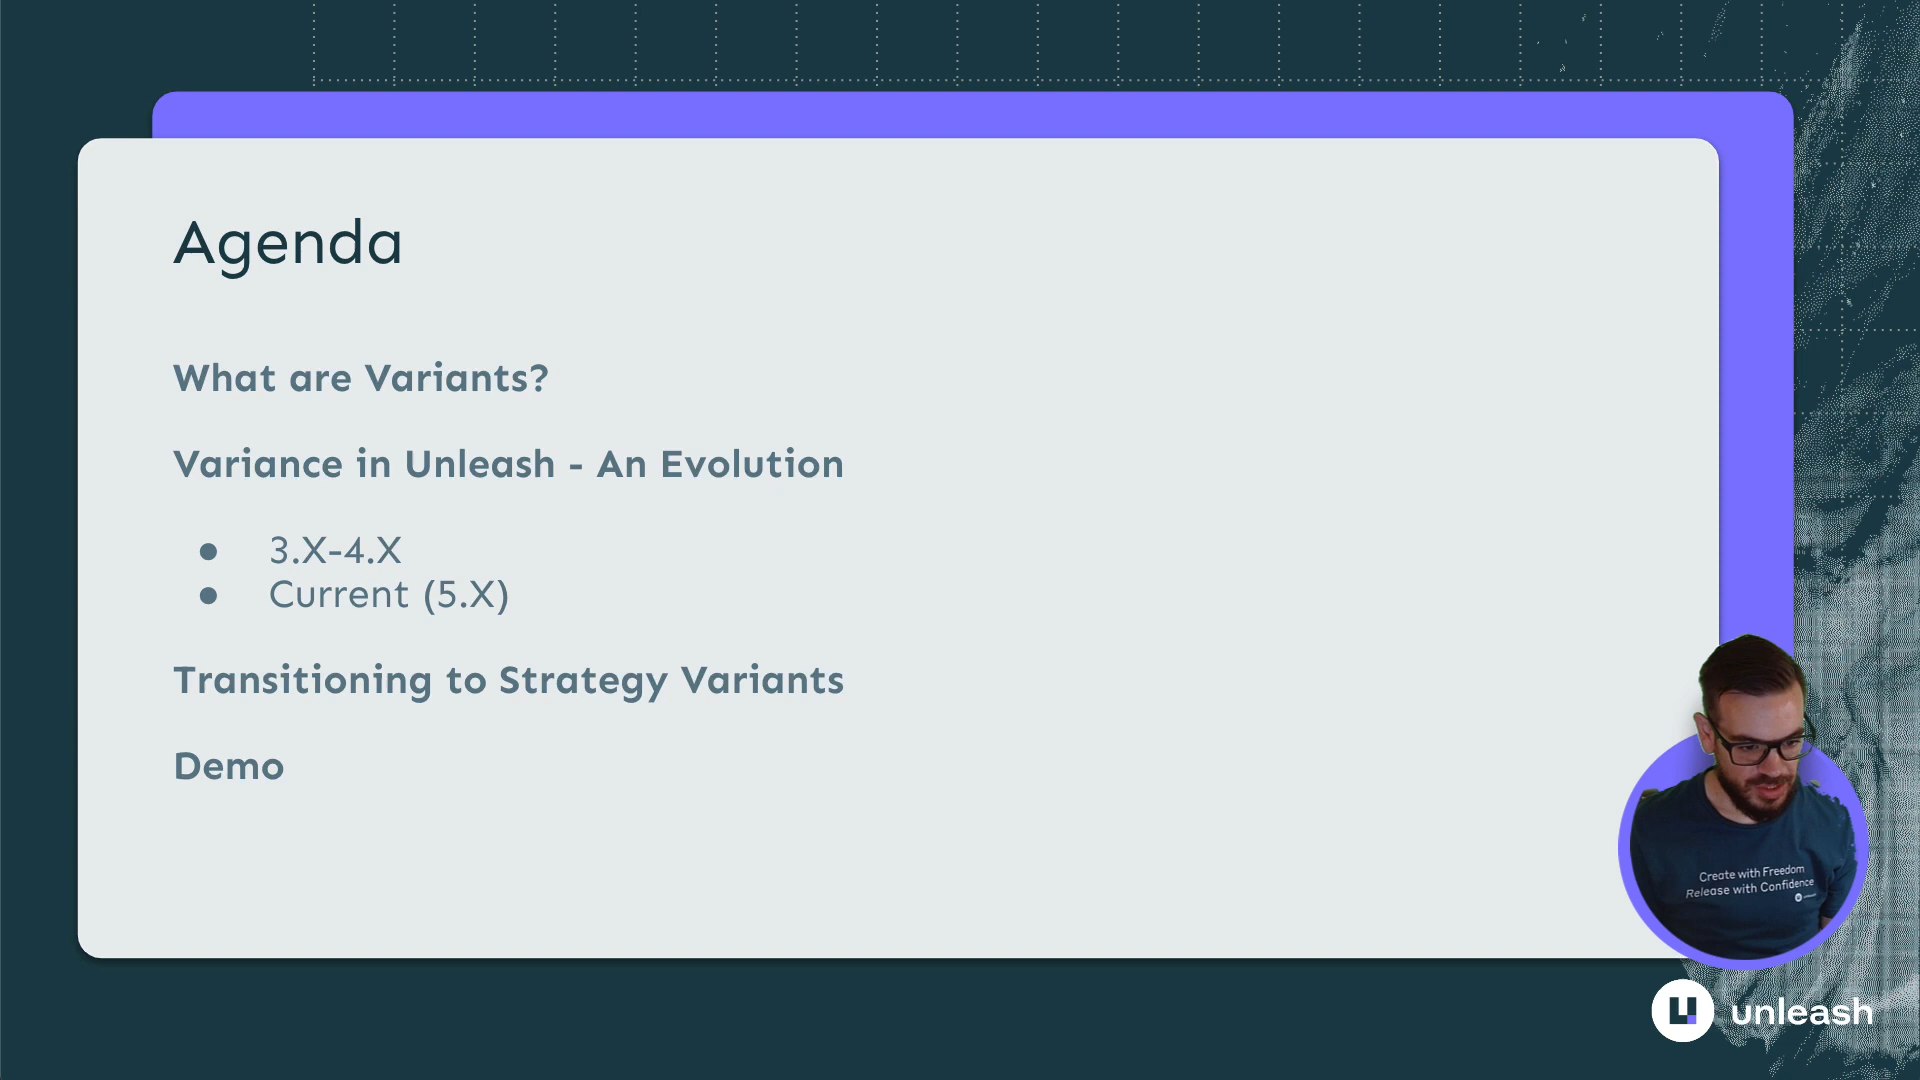 Agenda
What are Variants?
Variance in Unleash - An Evolution
● 3.X-4.X
● Current (5.X)
Transitioning to Strategy Variants
Demo
Create with Freedom
Release with Confidence
unleash